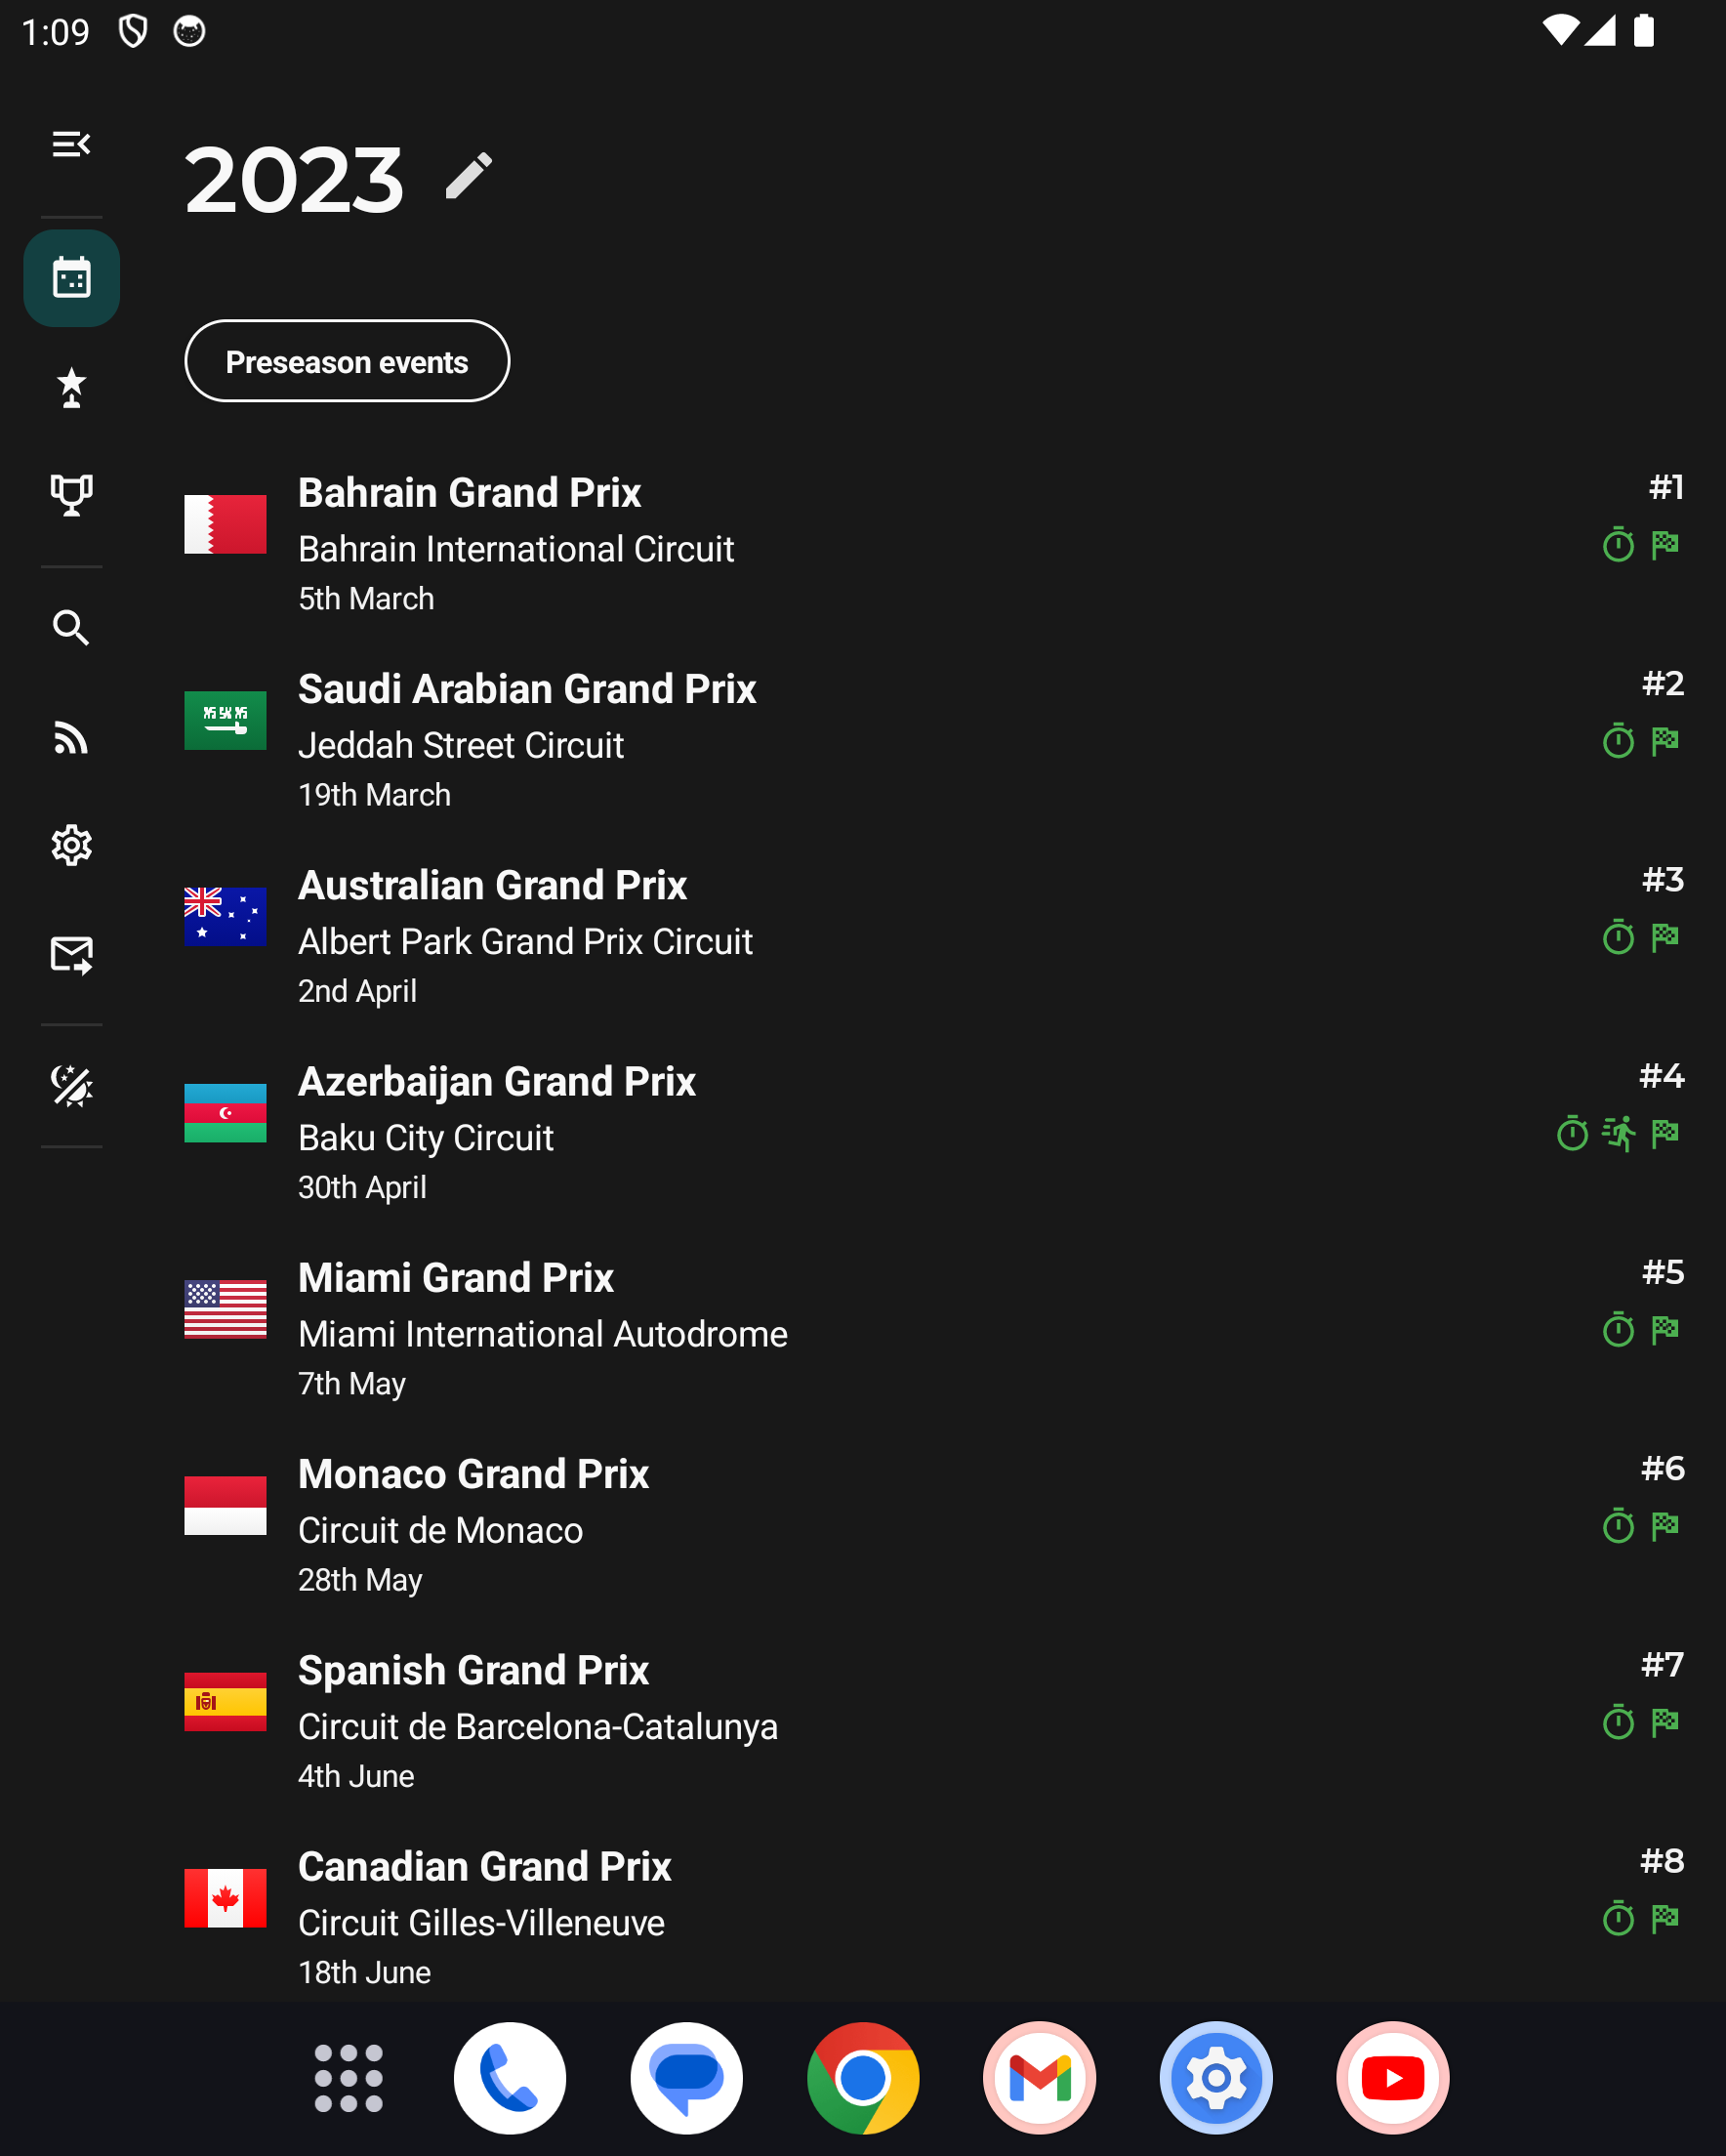 1:09
2023
Preseason events
Bahrain Grand Prix
#1
Bahrain International Circuit
5th March
Saudi Arabian Grand Prix
#2
Jeddah Street Circuit
19th March
Australian Grand Prix
#3
Albert Park Grand Prix Circuit
2nd April
Azerbaijan Grand Prix
#4
Baku City Circuit
30th April
Miami Grand Prix
#5
Miami International Autodrome
7th May
Monaco Grand Prix
#6
Circuit de Monaco
28th May
Spanish Grand Prix
#7
Circuit de Barcelona-Catalunya
4th June
Canadian Grand Prix
#8
Circuit Gilles-Villeneuve
18th June